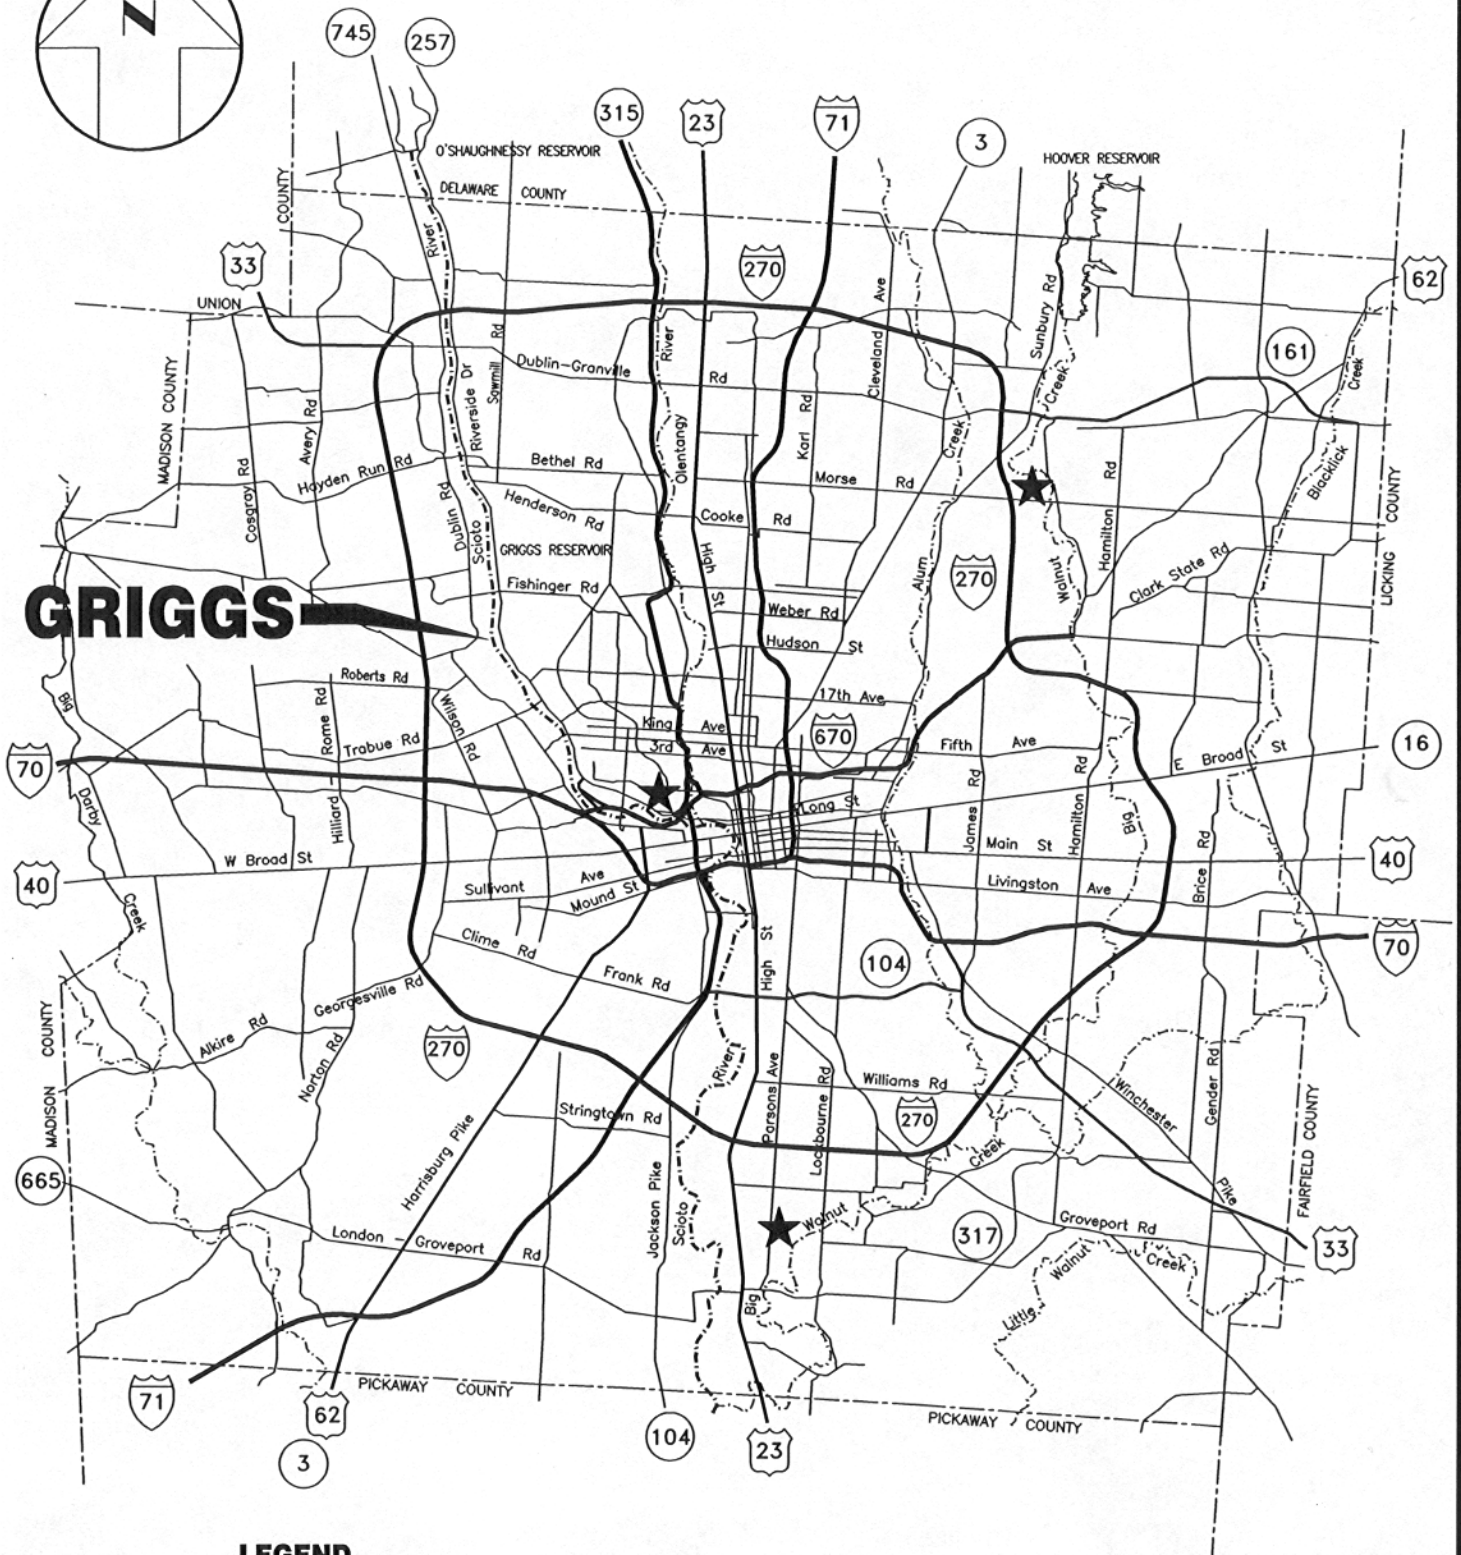 N
745
257
315
23
71
3
O'SHAUGHNESSY RESERVOIR
HOOVER RESERVOIR
COUNTY
DELAWARE COUNTY
River
33
270
62
UNION
Rd
Sawmill
Riverside Dr
River
Olentangy
Ave
Cleveland
Sunbury Rd
161
Creek
Creek
Dublin-Granville
Rd
MADISON COUNTY
Avery Rd
Karl Rd
Creek
Blacklick
Hayden Run Rd
Bethel Rd
Morse Rd
Cosgray Rd
Dublin Rd
Scioto
Henderson Rd
Cooke Rd
Hamilton Rd
COUNTY
LICKING
GRIGGS RESERVOIR
High St
Alum
270
Walnut
Clark State Rd
Fishinger Rd
GRIGGS
Weber Rd
Hudson St
Roberts Rd
Big
Rome Rd
Wilson Rd
17th Ave
King Ave
3rd Ave
670
Fifth Ave
E Broad St
16
Trabue Rd
70
Darby
Hilliard -
Long St
James Rd
Hamilton Rd
Big
Main St
Brice Rd
W Broad St
40
40
Sullivant Ave
Mound St
Livingston Ave
Creek
Clime Rd
High St
104
70
Frank Rd
Georgesville Rd
MADISON COUNTY
Alkire Rd
Norton Rd
270
River
Parsons Ave
Lockbourne Rd
Williams Rd
270
Winchester
Pike
Gender Rd
FAIRFIELD COUNTY
Stringtown Rd
Creek
Harrisburg Pike
665
Jackson Pike
Scioto
Walnut
317
Groveport Rd
London - Groveport Rd
Walnut
Creek
33
Big
Little
71
62
3
PICKAWAY COUNTY
104
23
PICKAWAY COUNTY
LEGEND